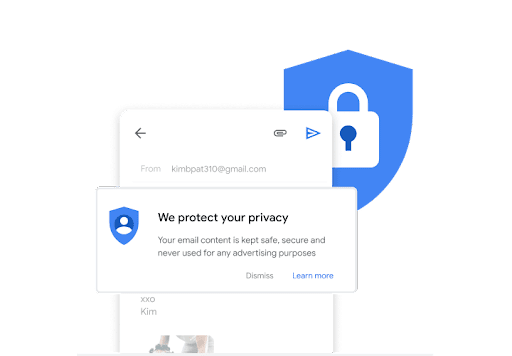 From kimbpat310@gmail.com
We protect your privacy
Your email content is kept safe, secure and
never used for any advertising purposes
Dismiss Learn more
xxo
Kim